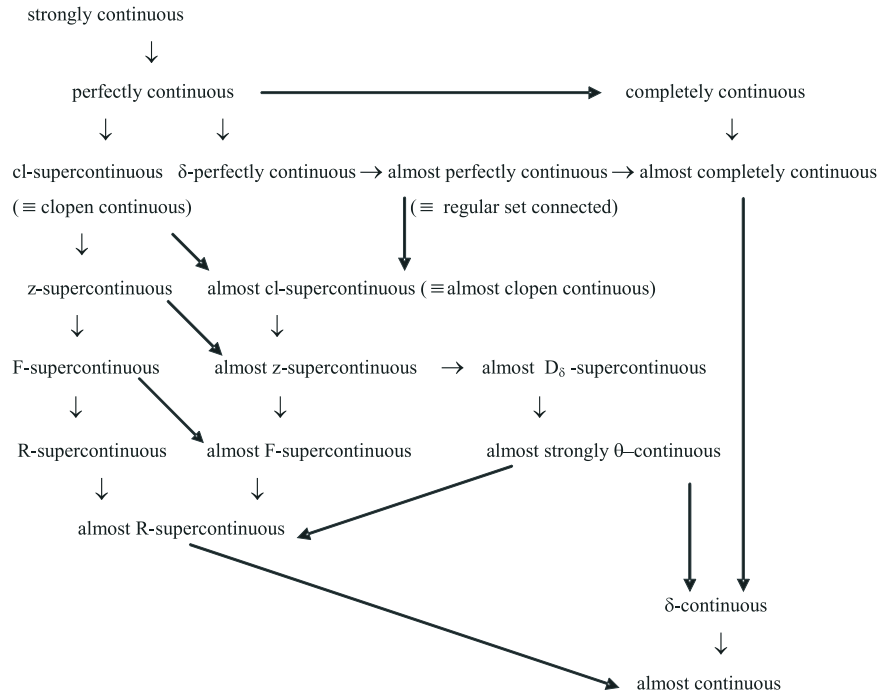 strongly continuous
↓
perfectly continuous → completely continuous
↓ ↓ ↓
cl-supercontinuous δ-perfectly continuous → almost perfectly continuous → almost completely continuous
(≡ clopen continuous) (≡ regular set connected)
↓
z-supercontinuous almost cl-supercontinuous (≡almost clopen continuous)
↓ ↓
F-supercontinuous almost z-supercontinuous → almost D_δ -supercontinuous
↓ ↓ ↓
R-supercontinuous almost F-supercontinuous almost strongly θ–continuous
↓ ↓
almost R-supercontinuous
δ-continuous
↓
almost continuous